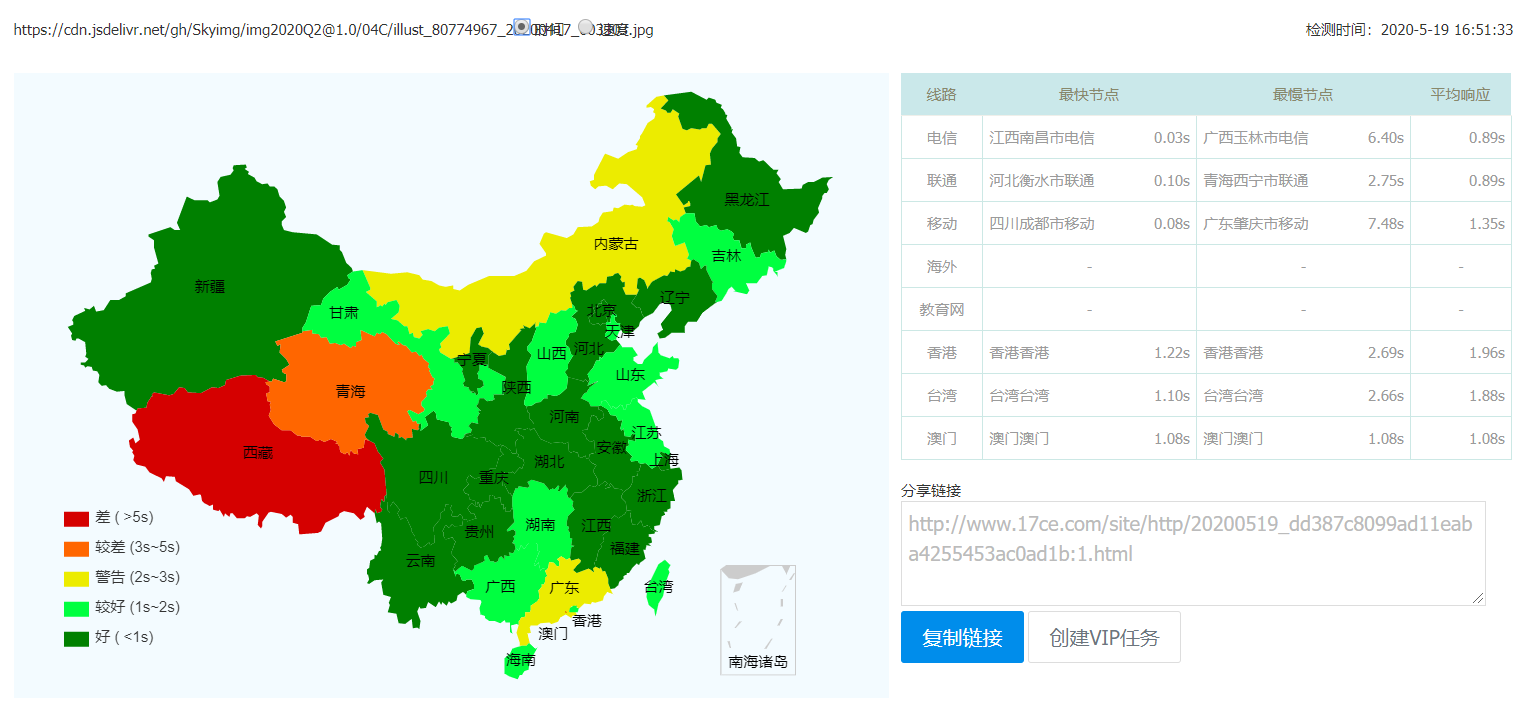 https://cdn.jsdelivr.net/gh/Skyimg/img2020Q2@1.0/04C/illust_80774967_
时间
速度
.jpg
检测时间：2020-5-19 16:51:33
线路 最快节点 最慢节点 平均响应
电信 江西南昌市电信 0.03s 广西玉林市电信 6.40s 0.89s
联通 河北衡水市联通 0.10s 青海西宁市联通 2.75s 0.89s
移动 四川成都市移动 0.08s 广东肇庆市移动 7.48s 1.35s
海外 - - -
教育网 - - -
香港 香港香港 1.22s 香港香港 2.69s 1.96s
台湾 台湾台湾 1.10s 台湾台湾 2.66s 1.88s
澳门 澳门澳门 1.08s 澳门澳门 1.08s 1.08s
黑龙江
内蒙古
吉林
新疆
辽宁
甘肃
北京
天津
河北
山西
宁夏
山东
陕西
青海
河南
江苏
安徽
西藏
上海
湖北
四川
重庆
浙江
湖南
江西
贵州
福建
云南
广西
广东
台湾
香港
澳门
海南
南海诸岛
差 ( >5s)
较差 (3s~5s)
警告 (2s~3s)
较好 (1s~2s)
好 ( <1s)
分享链接
http://www.17ce.com/site/http/20200519_dd387c8099ad11eab
a4255453ac0ad1b:1.html
复制链接
创建VIP任务